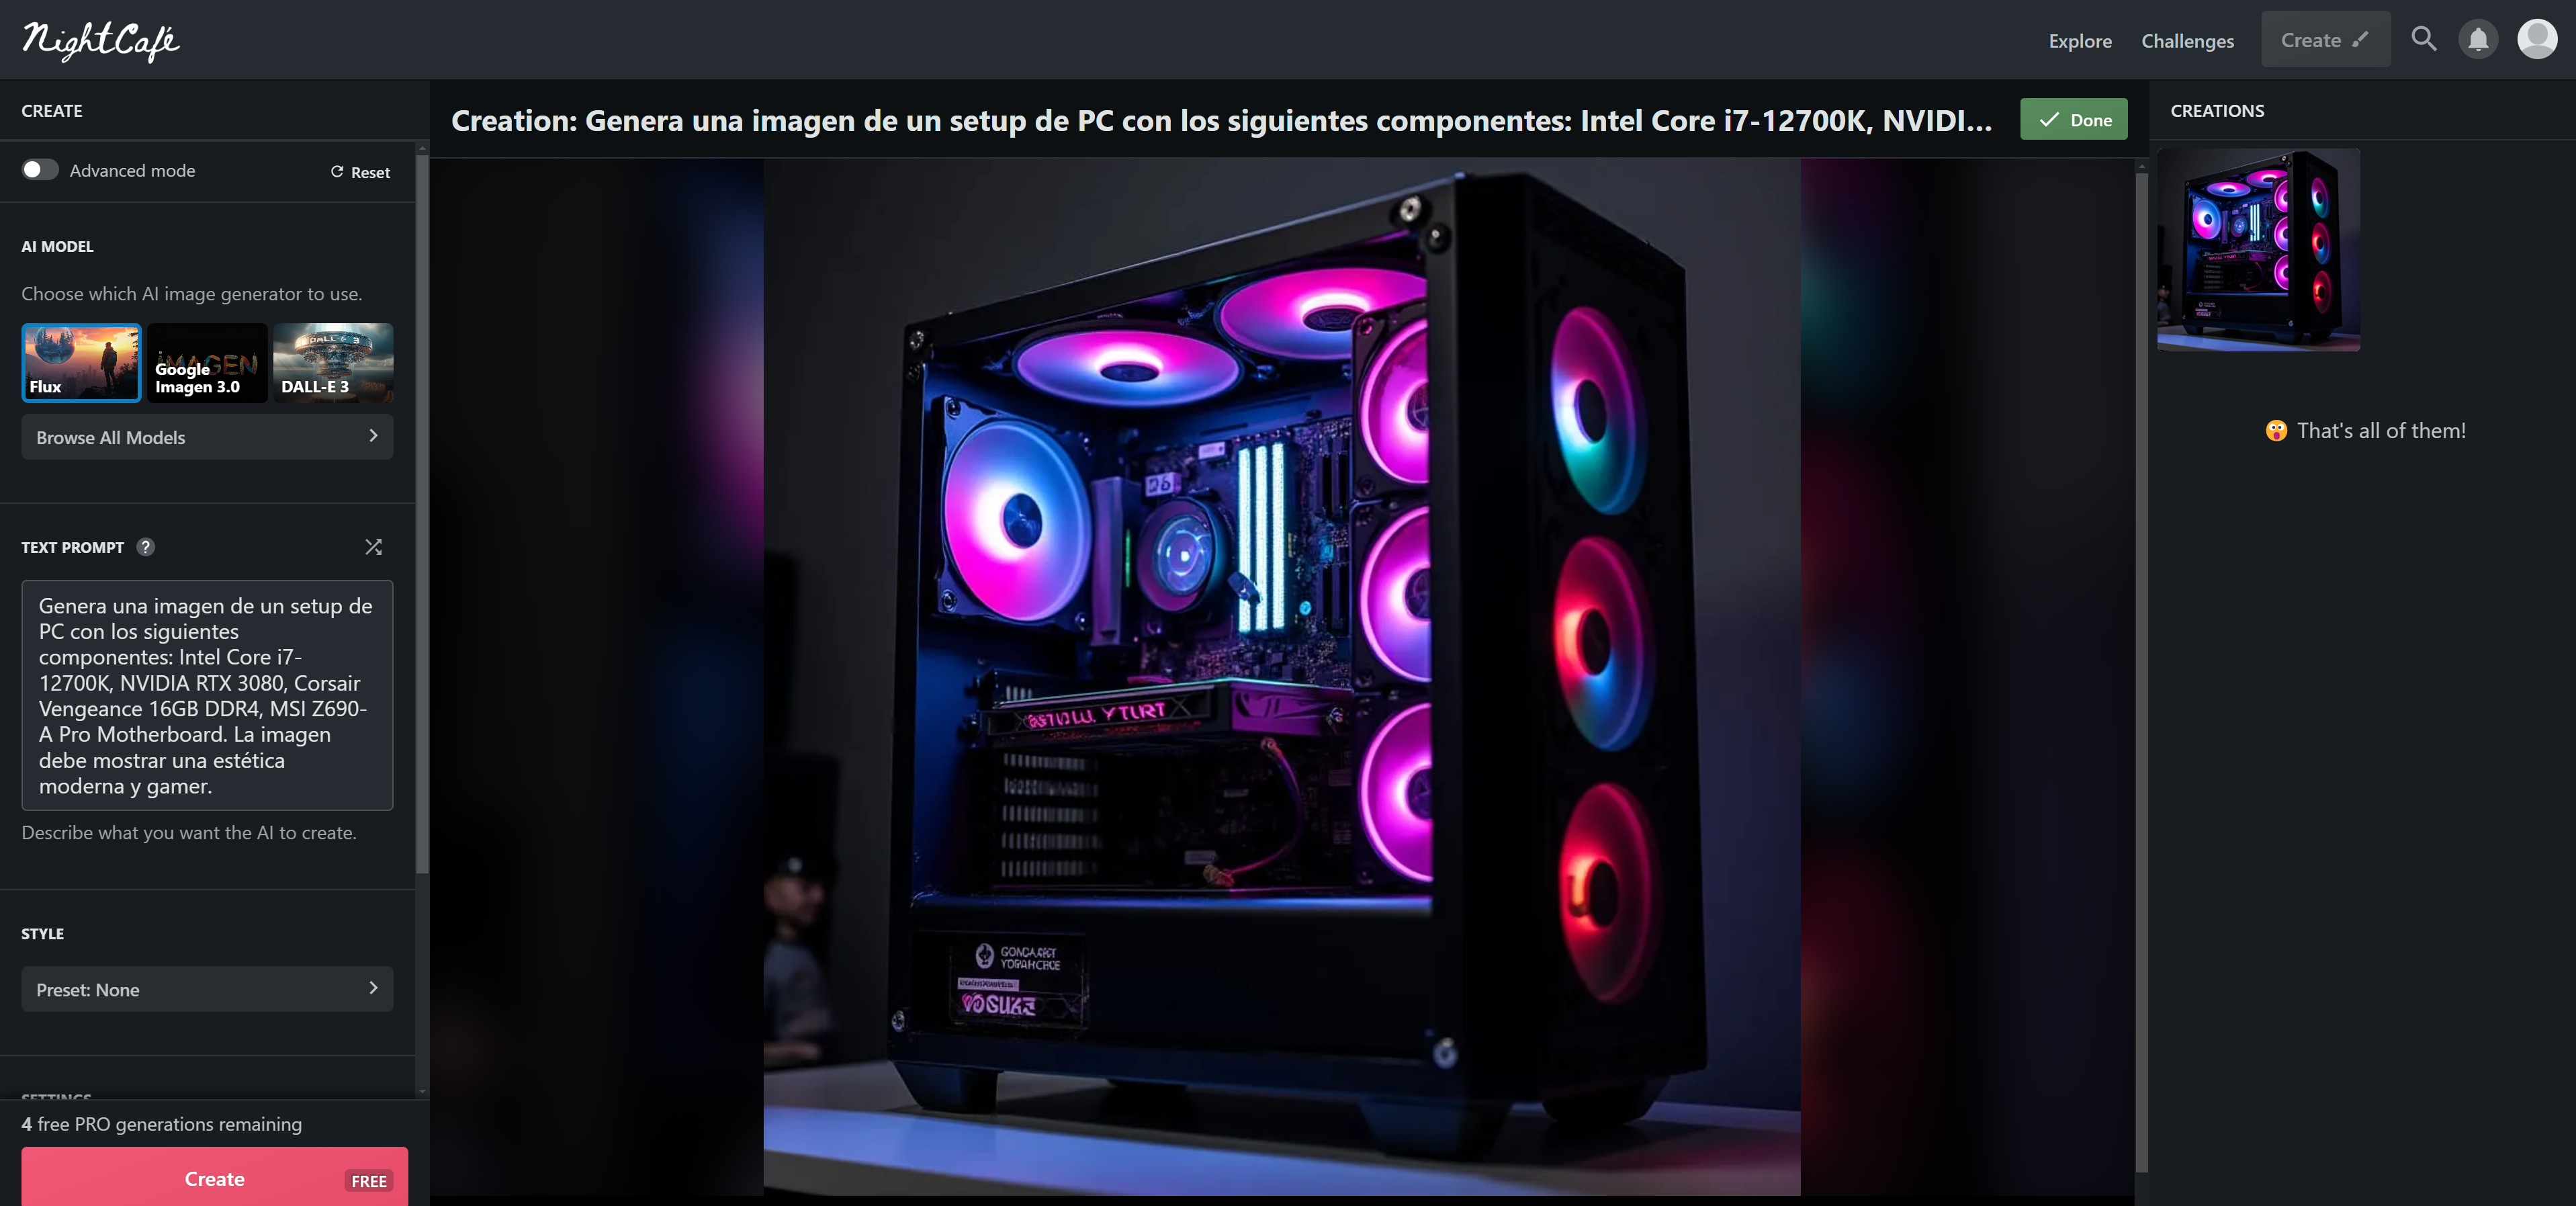 NightCafé
Explore
Challenges
Create
CREATE
Advanced mode
Reset
AI MODEL
Choose which AI image generator to use.
Flux
IMAGEN
Google
Imagen 3.0
DALL-E 3
DALL-E 3
Browse All Models
TEXT PROMPT ?
Genera una imagen de un setup de
PC con los siguientes
componentes: Intel Core i7-
12700K, NVIDIA RTX 3080, Corsair
Vengeance 16GB DDR4, MSI Z690-
A Pro Motherboard. La imagen
debe mostrar una estética
moderna y gamer.
Describe what you want the AI to create.
STYLE
Preset: None
SETTINGS
4 free PRO generations remaining
Create
FREE
Creation: Genera una imagen de un setup de PC con los siguientes componentes: Intel Core i7-12700K, NVIDI...
Done
26
CREATIONS
That's all of them!